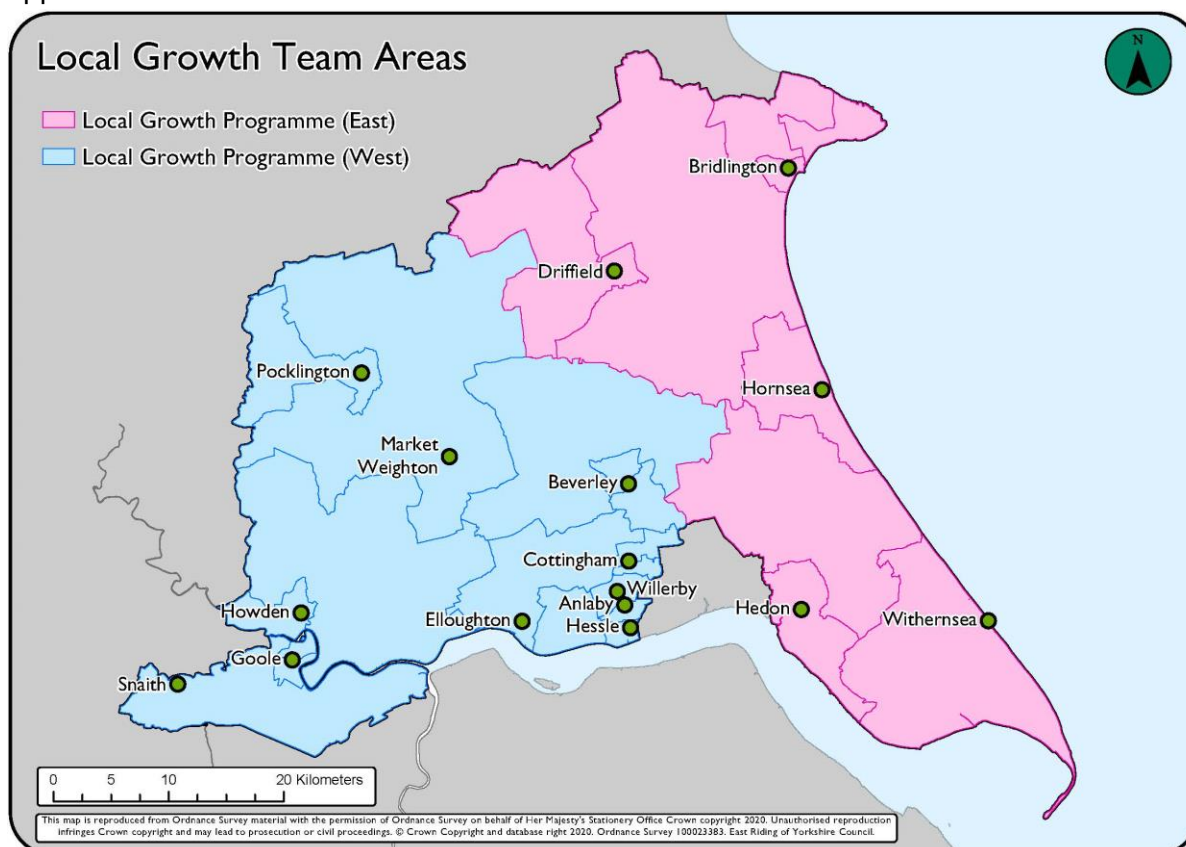 Local Growth Team Areas
N
Local Growth Programme (East)
Local Growth Programme (West)
Bridlington
Driffield
Pocklington
Hornsea
Market
Weighton
Beverley
Cottingham
Willerby
Anlaby
Hessle
Howden
Elloughton
Hedon
Withernsea
Goole
Snaith
0 5 10 20 Kilometers
This map is reproduced from Ordnance Survey material with the permission of Ordnance Survey on behalf of Her Majesty's Stationery Office Crown copyright 2020. Unauthorised reproduction
infringes Crown copyright and may lead to prosecution or civil proceedings. © Crown Copyright and database right 2020. Ordnance Survey 100023383. East Riding of Yorkshire Council.